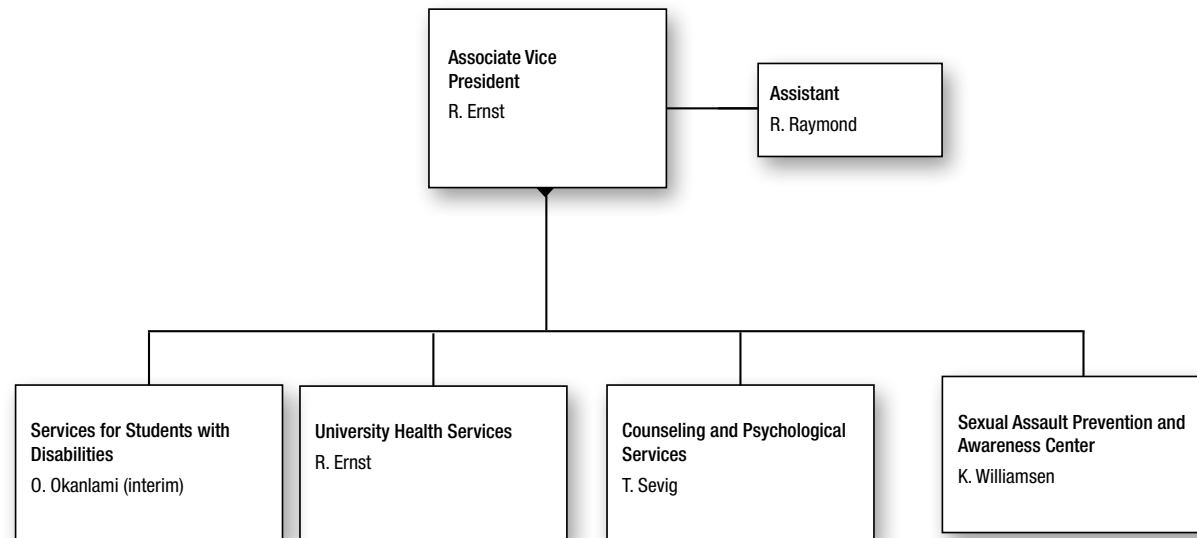 Associate Vice
President
R. Ernst
Assistant
R. Raymond
Services for Students with
Disabilities
O. Okanlami (interim)
University Health Services
R. Ernst
Counseling and Psychological
Services
T. Sevig
Sexual Assault Prevention and
Awareness Center
K. Williamsen